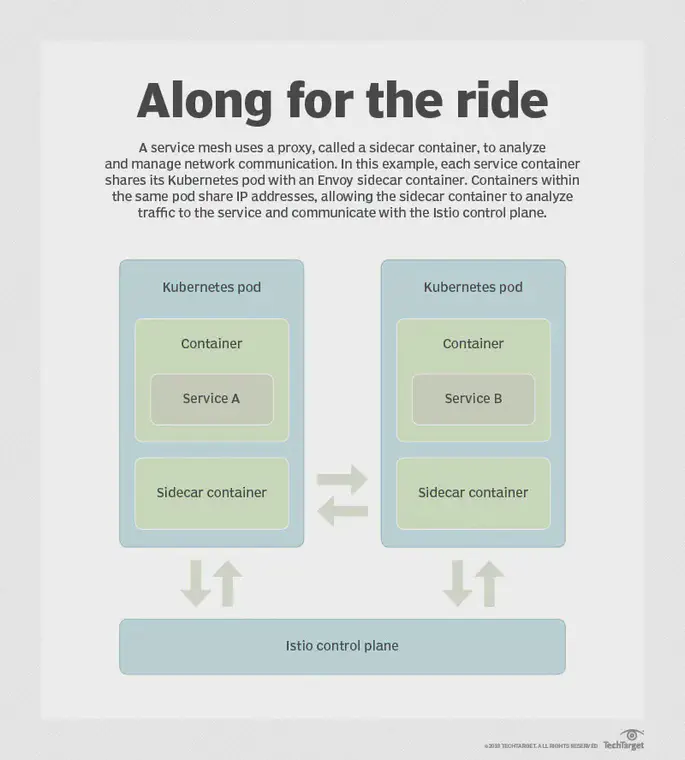 Along for the ride
A service mesh uses a proxy, called a sidecar container, to analyze
and manage network communication. In this example, each service container
shares its Kubernetes pod with an Envoy sidecar container. Containers within
the same pod share IP addresses, allowing the sidecar container to analyze
traffic to the service and communicate with the Istio control plane.
Kubernetes pod
Container
Service A
Sidecar container
Kubernetes pod
Container
Service B
Sidecar container
Istio control plane
TECHTARGET. ALL RIGHTS RESERVED
TechTarget